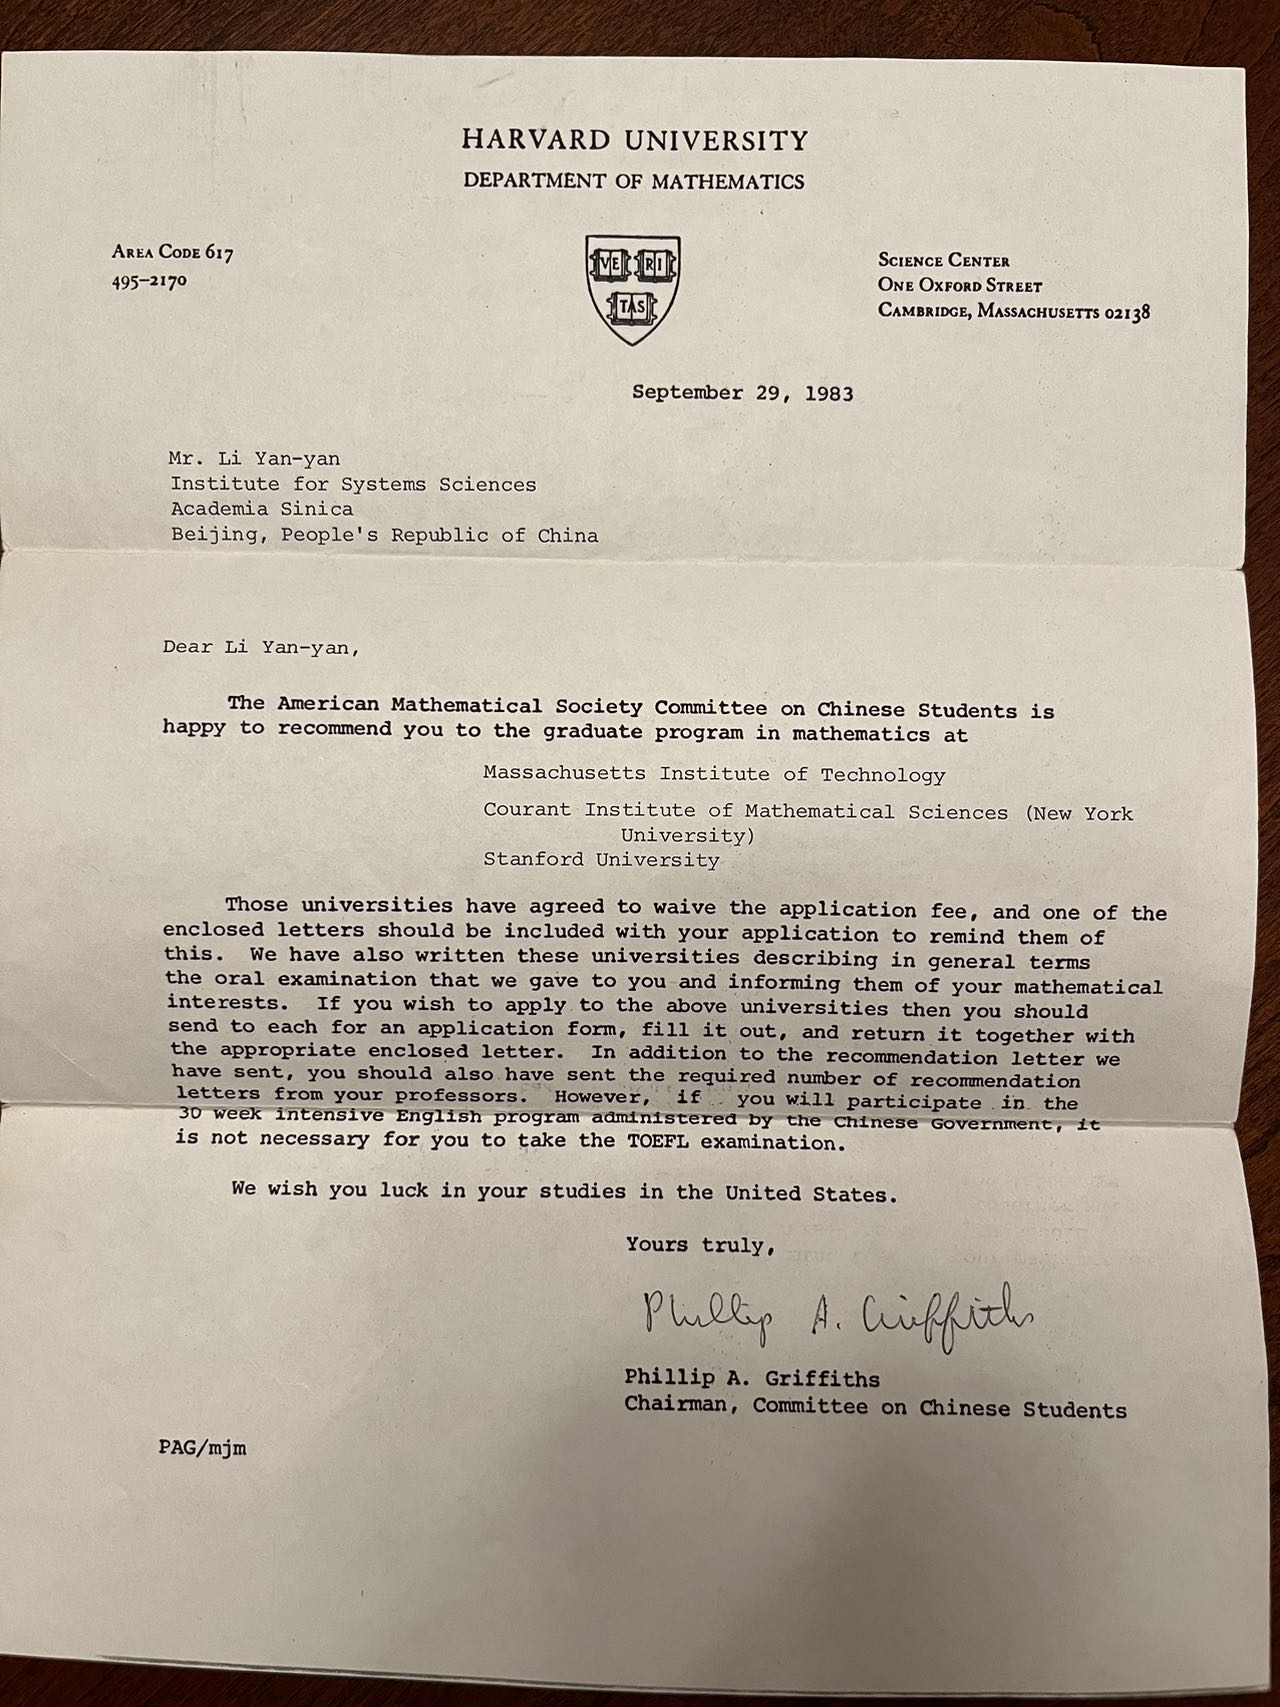 HARVARD UNIVERSITY
DEPARTMENT OF MATHEMATICS
AREA CODE 617
495–2170
VE RI
TAS
SCIENCE CENTER
ONE OXFORD STREET
CAMBRIDGE, MASSACHUSETTS 02138
September 29, 1983
Mr. Li Yan-yan
Institute for Systems Sciences
Academia Sinica
Beijing, People's Republic of China
Dear Li Yan-yan,
The American Mathematical Society Committee on Chinese Students is
happy to recommend you to the graduate program in mathematics at
Massachusetts Institute of Technology
Courant Institute of Mathematical Sciences (New York
University)
Stanford University
Those universities have agreed to waive the application fee, and one of the
enclosed letters should be included with your application to remind them of
this. We have also written these universities describing in general terms
the oral examination that we gave to you and informing them of your mathematical
interests. If you wish to apply to the above universities then you should
send to each for an application form, fill it out, and return it together with
the appropriate enclosed letter. In addition to the recommendation letter we
have sent, you should also have sent the required number of recommendation
letters from your professors. However, if you will participate in the
30 week intensive English program administered by the Chinese Government, it
is not necessary for you to take the TOEFL examination.
We wish you luck in your studies in the United States.
Yours truly,
Phillip A. Griffiths
Phillip A. Griffiths
Chairman, Committee on Chinese Students
PAG/mjm